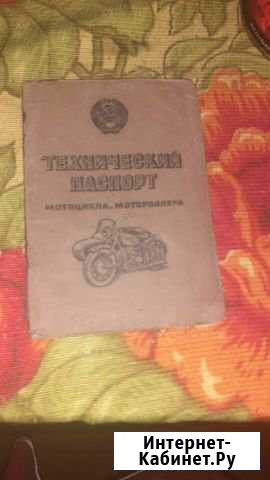 ТЕХНИЧЕСКИЙ
ПАСПОРТ
МОТОЦИКЛА, МОТОРОЛЛЕРА
Интернет-
Кабинет.Ру